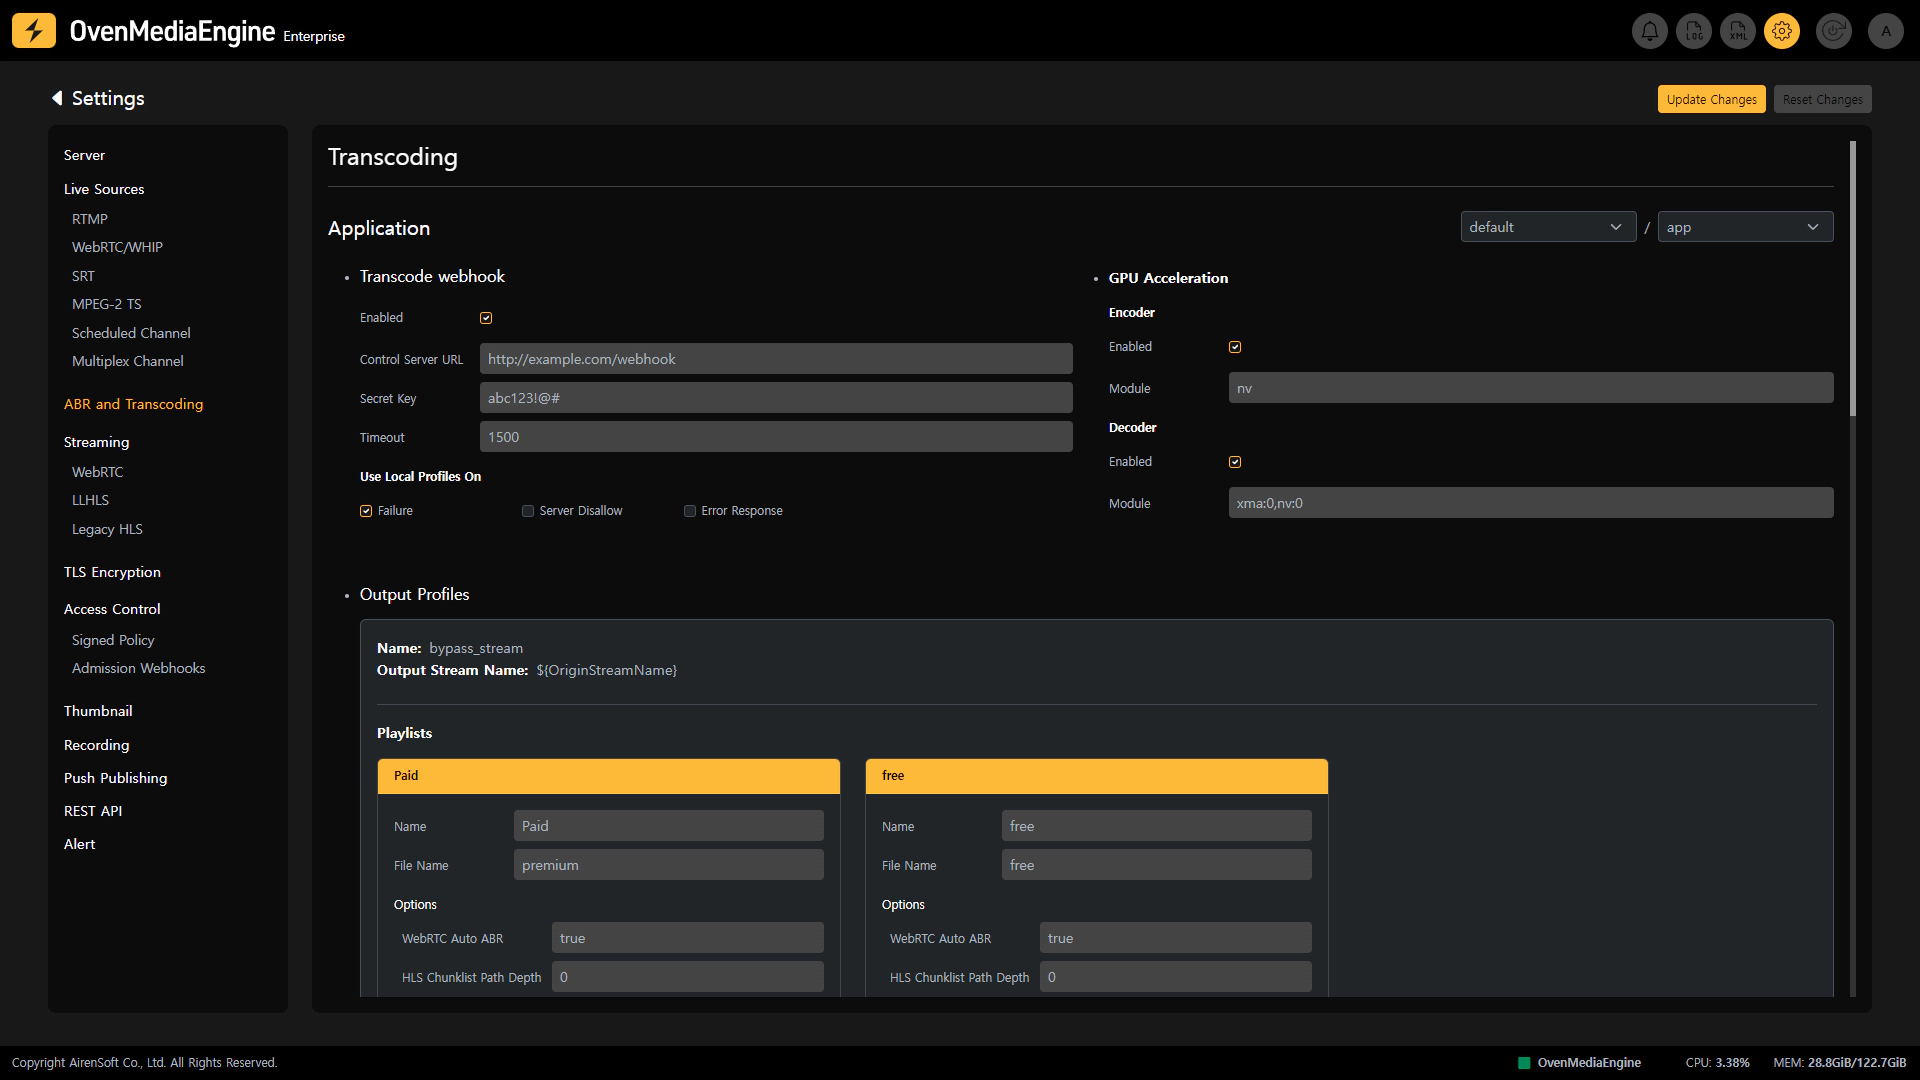 OvenMediaEngine Enterprise
LOG
XML
A
Settings
Update Changes
Reset Changes
Server
Live Sources
RTMP
WebRTC/WHIP
SRT
MPEG-2 TS
Scheduled Channel
Multiplex Channel
ABR and Transcoding
Streaming
WebRTC
LLHLS
Legacy HLS
TLS Encryption
Access Control
Signed Policy
Admission Webhooks
Thumbnail
Recording
Push Publishing
REST API
Alert
Transcoding
Application
default / app
Transcode webhook
Enabled
Control Server URL http://example.com/webhook
Secret Key abc123!@#
Timeout 1500
Use Local Profiles On
Failure Server Disallow Error Response
GPU Acceleration
Encoder
Enabled
Module nv
Decoder
Enabled
Module xma:0,nv:0
Output Profiles
Name: bypass_stream
Output Stream Name: ${OriginStreamName}
Playlists
Paid
Name Paid
File Name premium
Options
WebRTC Auto ABR true
HLS Chunklist Path Depth 0
free
Name free
File Name free
Options
WebRTC Auto ABR true
HLS Chunklist Path Depth 0
Copyright AirenSoft Co., Ltd. All Rights Reserved.
OvenMediaEngine
CPU: 3.38%
MEM: 28.8GiB/122.7GiB